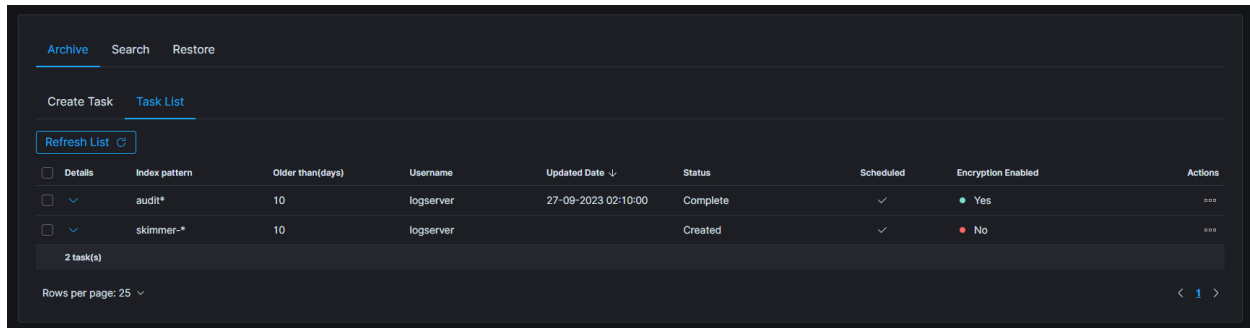 Archive Search Restore
Create Task Task List
Refresh List
Details Index pattern Older than(days) Username Updated Date Status Scheduled Encryption Enabled Actions
audit* 10 logserver 27-09-2023 02:10:00 Complete Yes
skimmer-* 10 logserver Created No
2 task(s)
Rows per page: 25 1